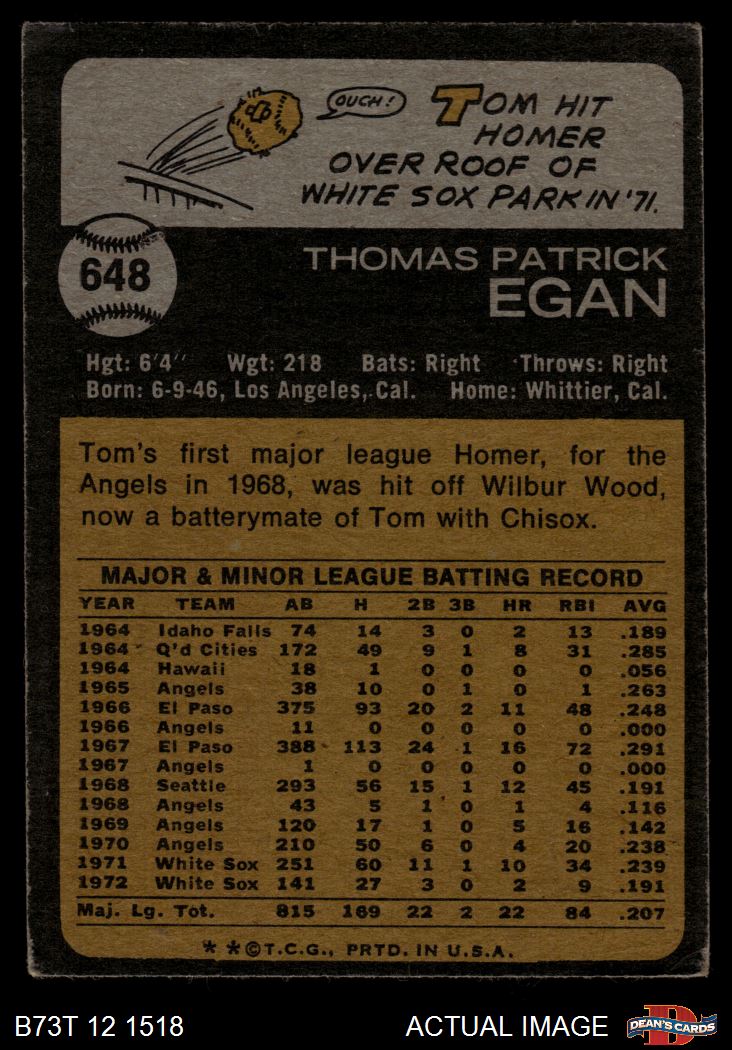 OUCH!
TOM HIT
HOMER
OVER ROOF OF
WHITE SOX PARK IN '71.
648
THOMAS PATRICK
EGAN
Hgt: 6'4" Wgt: 218 Bats: Right Throws: Right
Born: 6-9-46, Los Angeles, Cal. Home: Whittier, Cal.
Tom's first major league Homer, for the
Angels in 1968, was hit off Wilbur Wood,
now a batterymate of Tom with Chisox.
MAJOR & MINOR LEAGUE BATTING RECORD
YEAR TEAM AB H 2B 3B HR RBI AVG
1964 Idaho Falls 74 14 3 0 2 13 .189
1964 Q'd Cities 172 49 9 1 8 31 .285
1964 Hawaii 18 1 0 0 0 0 .056
1965 Angels 38 10 0 1 0 1 .263
1966 El Paso 375 93 20 2 11 48 .248
1966 Angels 11 0 0 0 0 0 .000
1967 El Paso 388 113 24 1 16 72 .291
1967 Angels 1 0 0 0 0 0 .000
1968 Seattle 293 56 15 1 12 45 .191
1968 Angels 43 5 1 0 1 4 .116
1969 Angels 120 17 1 0 5 16 .142
1970 Angels 210 50 6 0 4 20 .238
1971 White Sox 251 60 11 1 10 34 .239
1972 White Sox 141 27 3 0 2 9 .191
Maj. Lg. Tot. 815 169 22 2 22 84 .207
* *©T.C.G., PRTD. IN U.S.A.
B73T 12 1518 ACTUAL IMAGE
D
DEAN'S CARDS